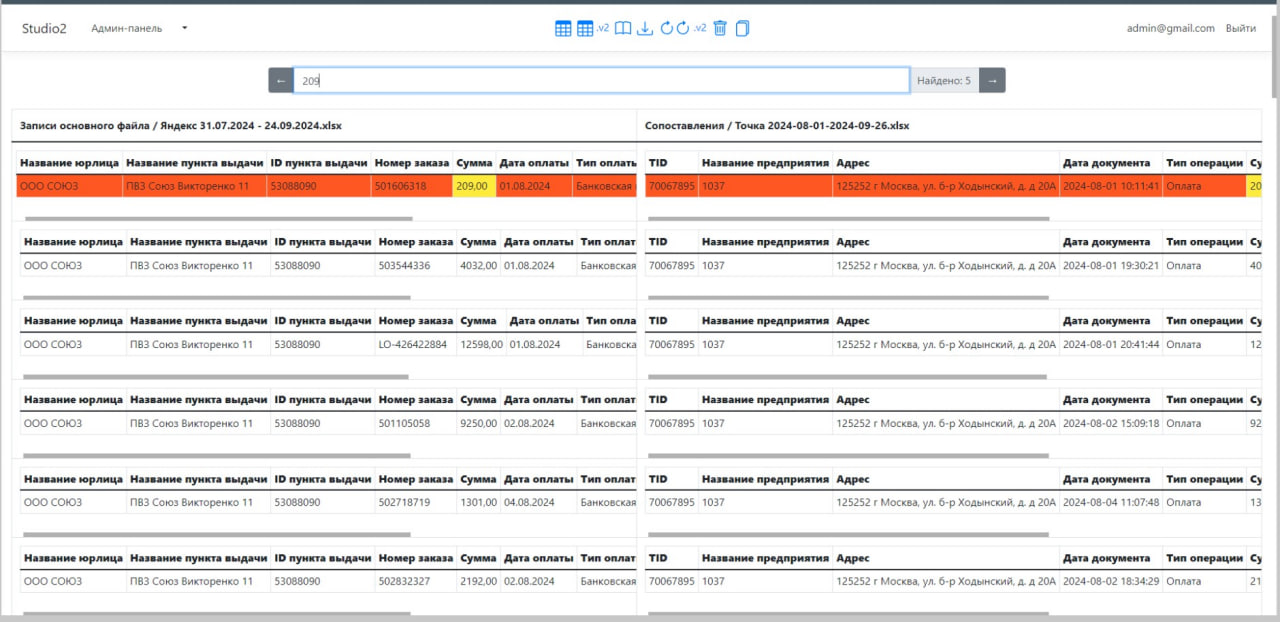 Studio2 Админ-панель .v2 .v2 admin@gmail.com Выйти
← 209 Найдено: 5 →
Записи основного файла / Яндекс 31.07.2024 - 24.09.2024.xlsx Сопоставления / Точка 2024-08-01-2024-09-26.xlsx
Название юрлица Название пункта выдачи ID пункта выдачи Номер заказа Сумма Дата оплаты Тип оплаты TID Название предприятия Адрес Дата документа Тип операции Су
ООО СОЮЗ ПВЗ Союз Викторенко 11 53088090 501606318 209,00 01.08.2024 Банковская TID 70067895 1037 125252 г Москва, ул. б-р Ходынский, д. д 20А 2024-08-01 10:11:41 Оплата 20
Название юрлица Название пункта выдачи ID пункта выдачи Номер заказа Сумма Дата оплаты Тип оплат TID Название предприятия Адрес Дата документа Тип операции Су
ООО СОЮЗ ПВЗ Союз Викторенко 11 53088090 503544336 4032,00 01.08.2024 Банковская 70067895 1037 125252 г Москва, ул. б-р Ходынский, д. д 20А 2024-08-01 19:30:21 Оплата 40
Название юрлица Название пункта выдачи ID пункта выдачи Номер заказа Сумма Дата оплаты Тип опла TID Название предприятия Адрес Дата документа Тип операции Су
ООО СОЮЗ ПВЗ Союз Викторенко 11 53088090 LO-426422884 12598,00 01.08.2024 Банковска 70067895 1037 125252 г Москва, ул. б-р Ходынский, д. д 20А 2024-08-01 20:41:44 Оплата 12
Название юрлица Название пункта выдачи ID пункта выдачи Номер заказа Сумма Дата оплаты Тип оплат TID Название предприятия Адрес Дата документа Тип операции Су
ООО СОЮЗ ПВЗ Союз Викторенко 11 53088090 501105058 9250,00 02.08.2024 Банковская 70067895 1037 125252 г Москва, ул. б-р Ходынский, д. д 20А 2024-08-02 15:09:18 Оплата 92
Название юрлица Название пункта выдачи ID пункта выдачи Номер заказа Сумма Дата оплаты Тип оплат TID Название предприятия Адрес Дата документа Тип операции Су
ООО СОЮЗ ПВЗ Союз Викторенко 11 53088090 502718719 1301,00 04.08.2024 Банковская 70067895 1037 125252 г Москва, ул. б-р Ходынский, д. д 20А 2024-08-04 11:07:48 Оплата 13
Название юрлица Название пункта выдачи ID пункта выдачи Номер заказа Сумма Дата оплаты Тип оплат TID Название предприятия Адрес Дата документа Тип операции Су
ООО СОЮЗ ПВЗ Союз Викторенко 11 53088090 502832327 2192,00 02.08.2024 Банковская 70067895 1037 125252 г Москва, ул. б-р Ходынский, д. д 20А 2024-08-02 18:34:29 Оплата 21